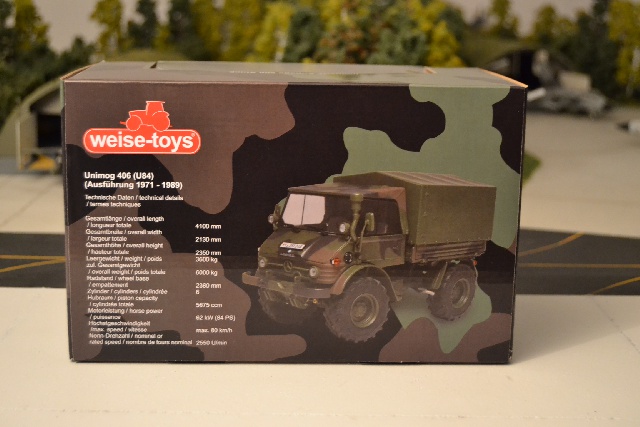 weise-toys®
Unimog 406 (U84)
(Ausführung 1971 - 1989)
Technische Daten / technical details
/ termes techniques
Gesamtlänge / overall length
/ longueur totale 4100 mm
Gesamtbreite / overall width
/ largeur totale 2130 mm
Gesamthöhe / overall height
/ hauteur totale 2350 mm
Leergewicht / weight / poids 3600 kg
zul. Gesamtgewicht
/ overall weight / poids totale 6000 kg
Radstand / wheel base
/ empattement 2380 mm
Zylinder / cylinders / cylindrée 6
Hubraum / piston capacity
/ cylindrée totale 5675 ccm
Motorleistung / horse power
/ puissance 62 kW (84 PS)
Höchstgeschwindigkeit
/ max. speed / vitesse max. 80 km/h
Nenn-Drehzahl / nominal or
rated speed / nombre de tours nominal 2550 U/min